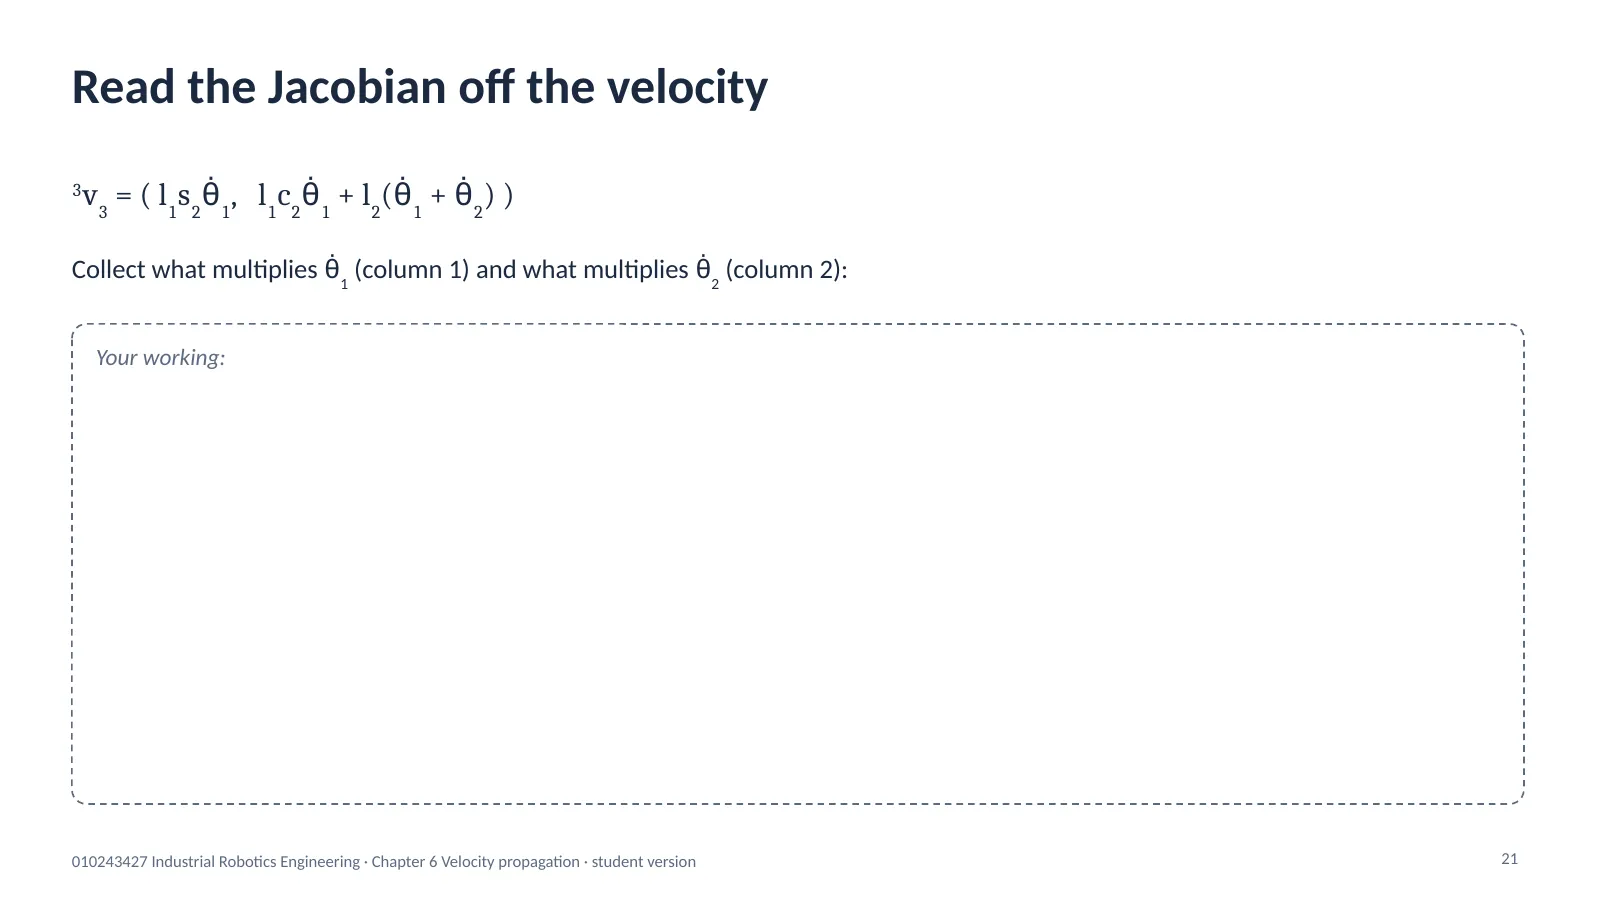 Read the Jacobian off the velocity
³v₃ = ( l₁s₂θ̇₁, l₁c₂θ̇₁ + l₂(θ̇₁ + θ̇₂) )
Collect what multiplies θ̇₁ (column 1) and what multiplies θ̇₂ (column 2):
Your working:
010243427 Industrial Robotics Engineering · Chapter 6 Velocity propagation · student version
21